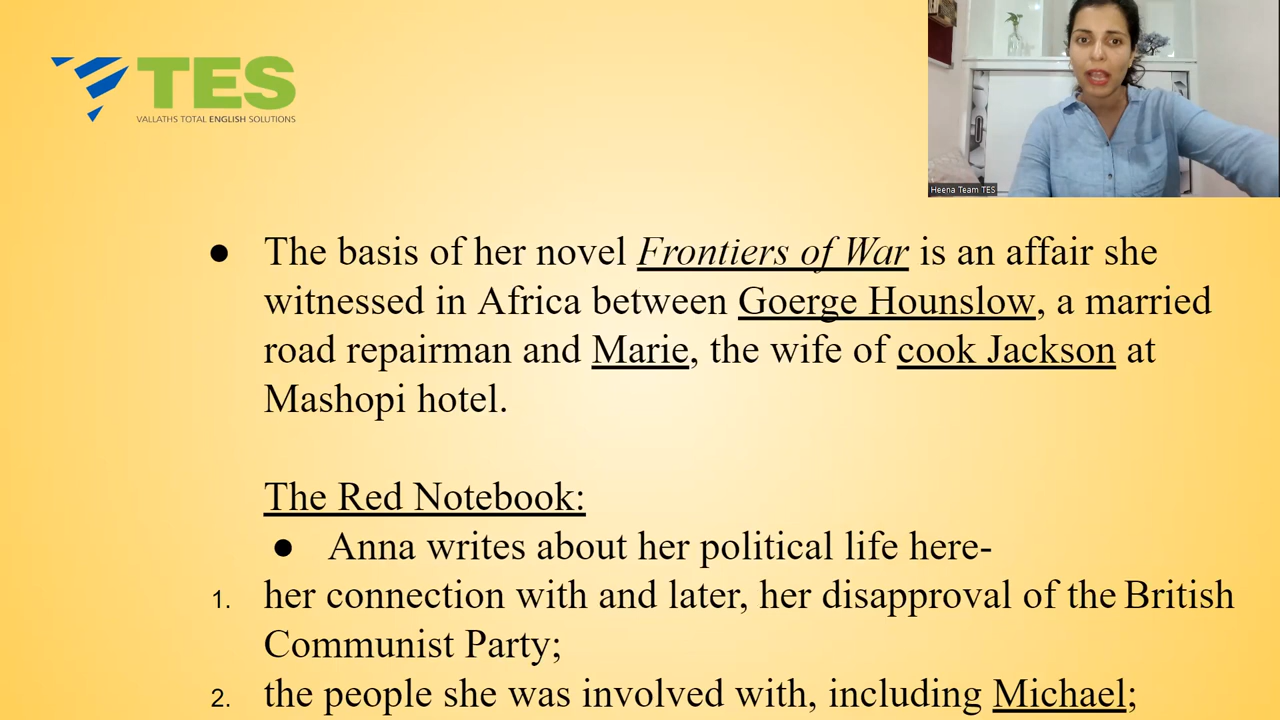 TES
VALLATHS TOTAL ENGLISH SOLUTIONS
Heena Team TES
● The basis of her novel Frontiers of War is an affair she
witnessed in Africa between Goerge Hounslow, a married
road repairman and Marie, the wife of cook Jackson at
Mashopi hotel.
The Red Notebook:
● Anna writes about her political life here-
1. her connection with and later, her disapproval of the British
Communist Party;
2. the people she was involved with, including Michael;